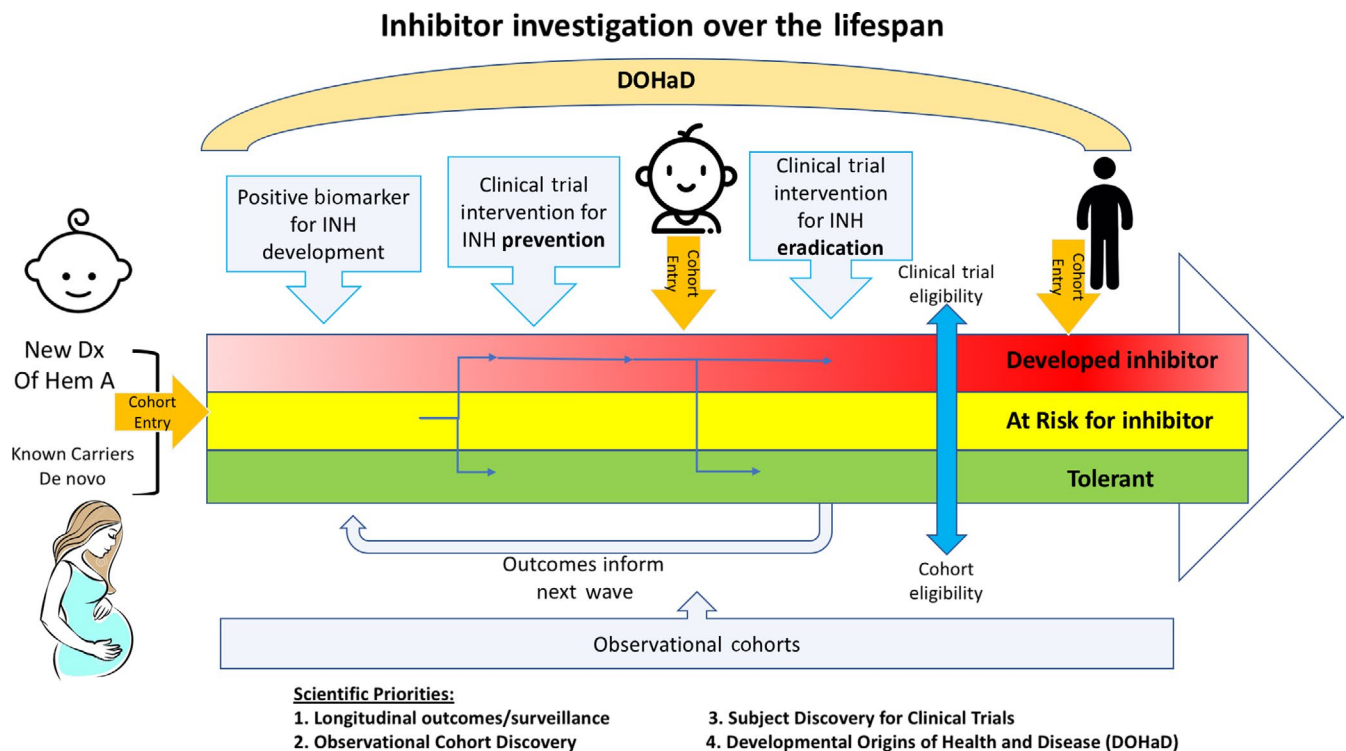 Inhibitor investigation over the lifespan
DOHaD
Positive biomarker
for INH
development
Clinical trial
intervention for
INH prevention
Cohort
Entry
Clinical trial
intervention
for INH
eradication
Clinical trial
eligibility
Cohort
Entry
New Dx
Of Hem A
Cohort
Entry
Known Carriers
De novo
Developed inhibitor
At Risk for inhibitor
Tolerant
Outcomes inform
next wave
Cohort
eligibility
Observational cohorts
Scientific Priorities:
1. Longitudinal outcomes/surveillance
2. Observational Cohort Discovery
3. Subject Discovery for Clinical Trials
4. Developmental Origins of Health and Disease (DOHaD)